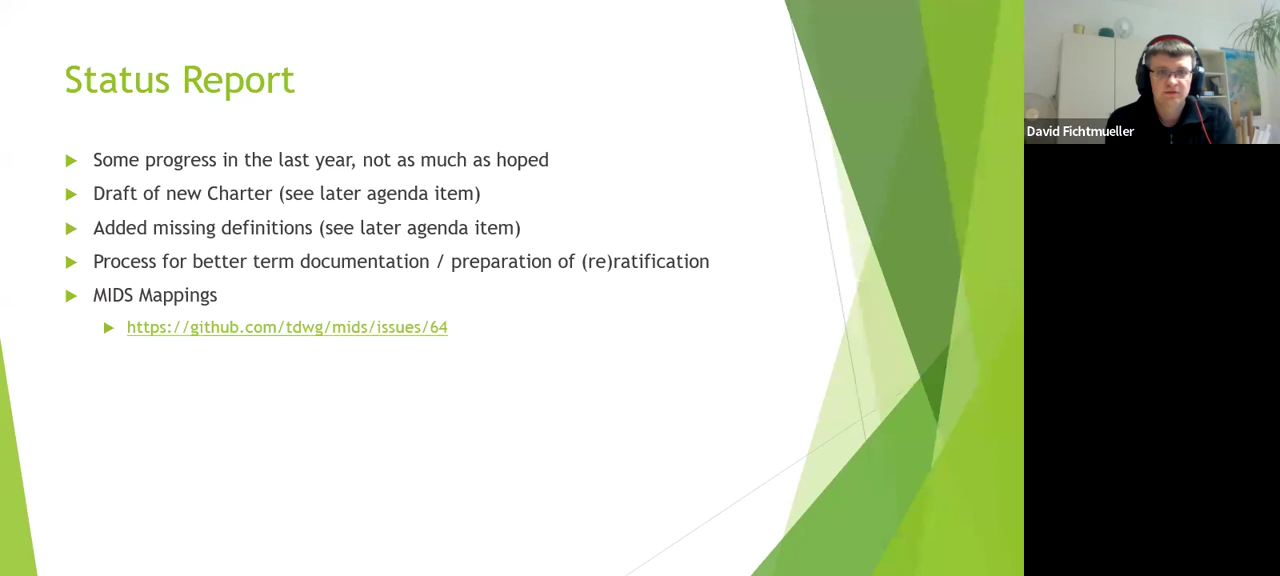 Status Report
Some progress in the last year, not as much as hoped
Draft of new Charter (see later agenda item)
Added missing definitions (see later agenda item)
Process for better term documentation / preparation of (re)ratification
MIDS Mappings
https://github.com/tdwg/mids/issues/64
David Fichtmueller